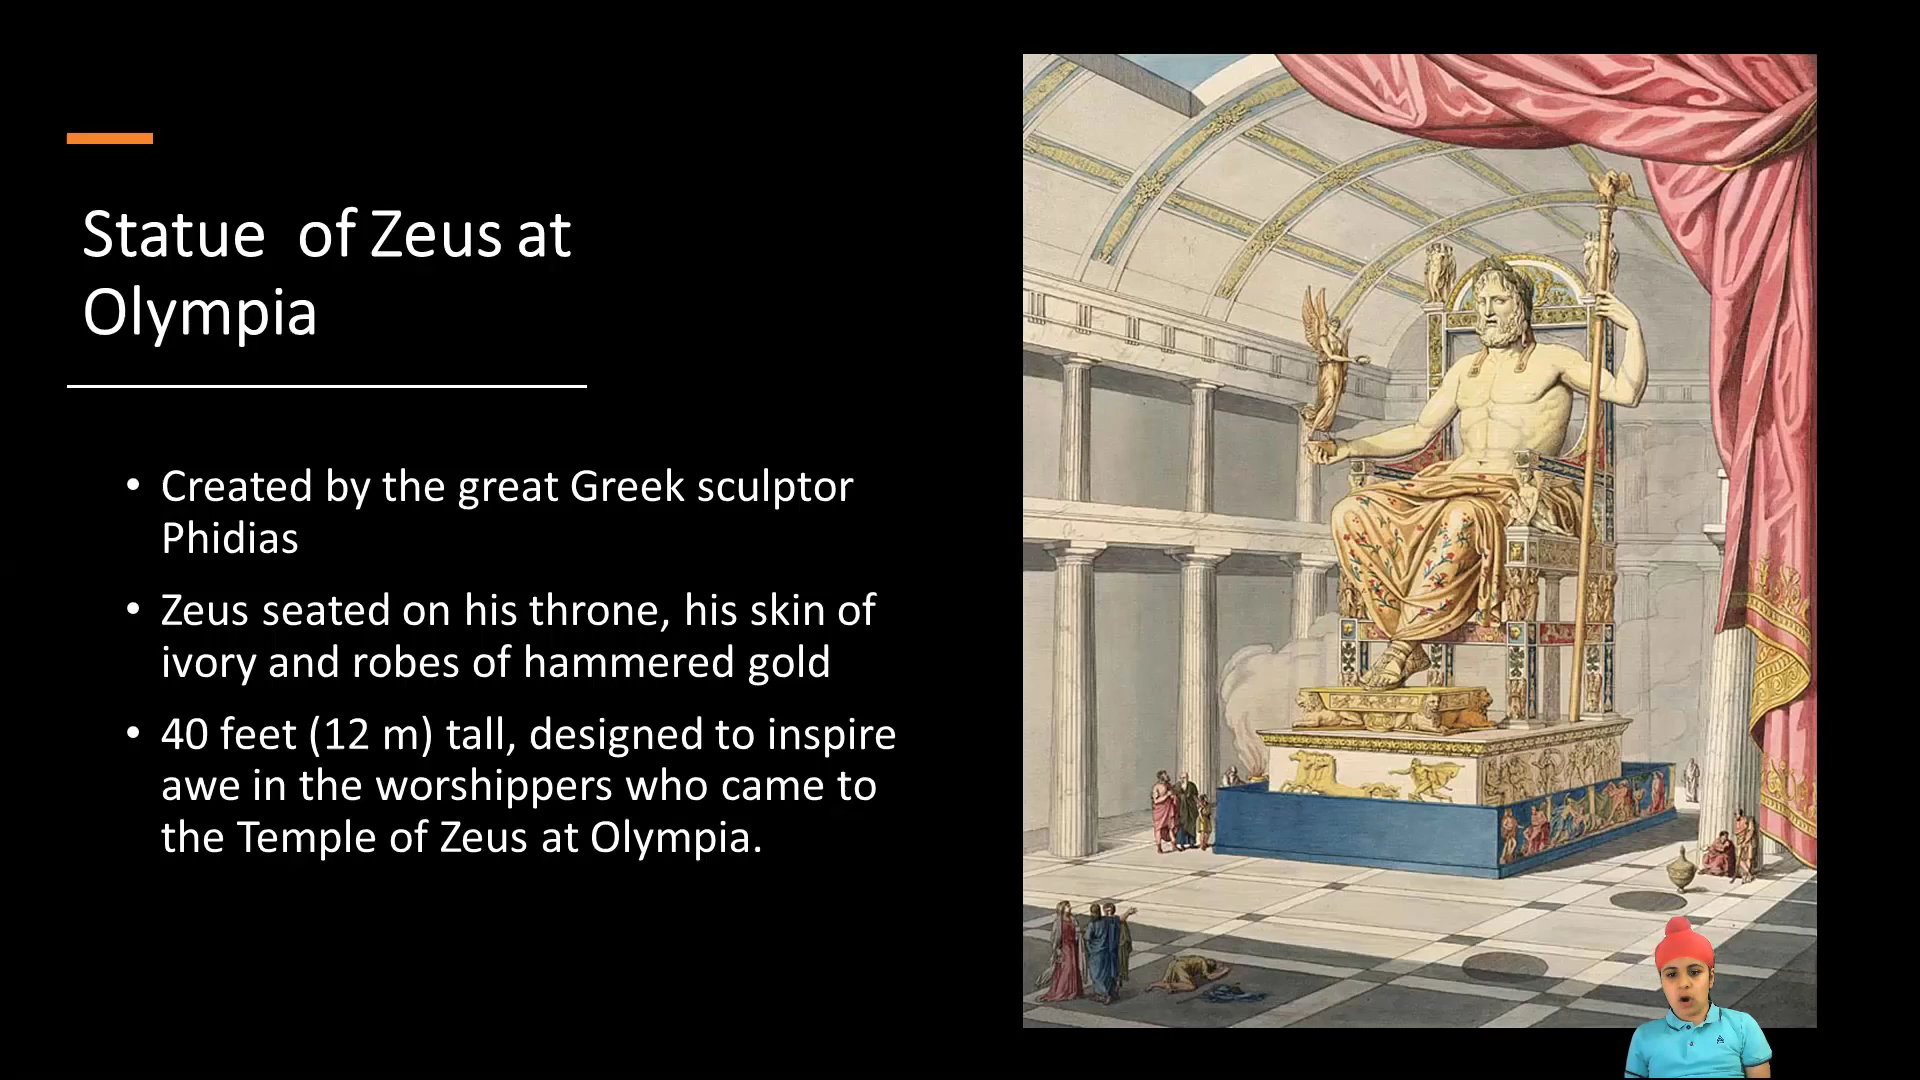 Statue of Zeus at
Olympia
• Created by the great Greek sculptor
Phidias
• Zeus seated on his throne, his skin of
ivory and robes of hammered gold
• 40 feet (12 m) tall, designed to inspire
awe in the worshippers who came to
the Temple of Zeus at Olympia.